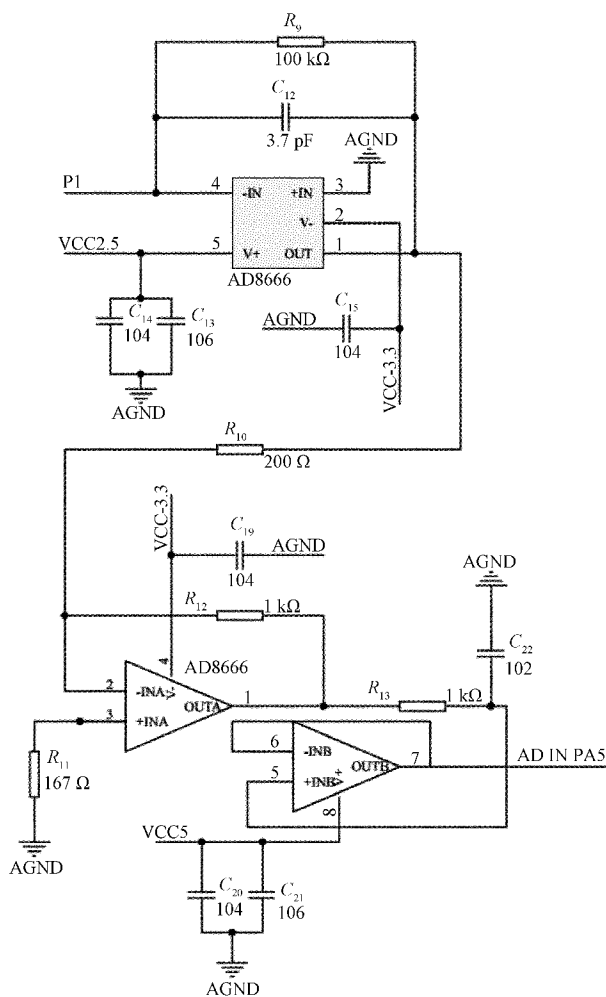 R9
100 kΩ
C12
3.7 pF
AGND
P1
4
-IN
+IN
3
V-
2
VCC2.5
5
V+
OUT
1
AD8666
C14
104
C13
106
AGND
C15
104
AGND
VCC-3.3
R10
200 Ω
VCC-3.3
C19
104
AGND
AGND
R12
1 kΩ
C22
102
4
AD8666
2
-INA
V-
OUTA
1
R13
1 kΩ
3
+INA
R11
167 Ω
6
-INB
5
+INB
V+
OUTB
7
AD IN PA5
8
AGND
VCC5
C20
104
C21
106
AGND